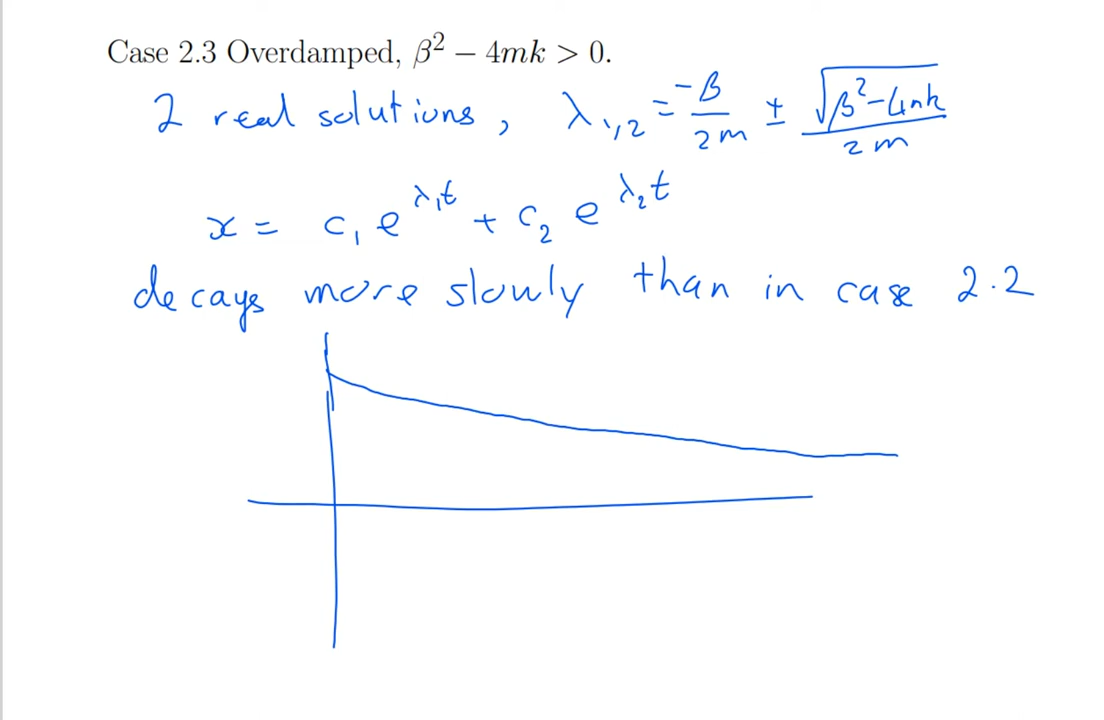 Case 2.3 Overdamped, β² − 4mk > 0.
2 real solutions, λ₁,₂ = -β/2m ± √(β²-4mk)/2m
x = c₁ e^(λ₁t) + c₂ e^(λ₂t)
decays more slowly than in case 2.2